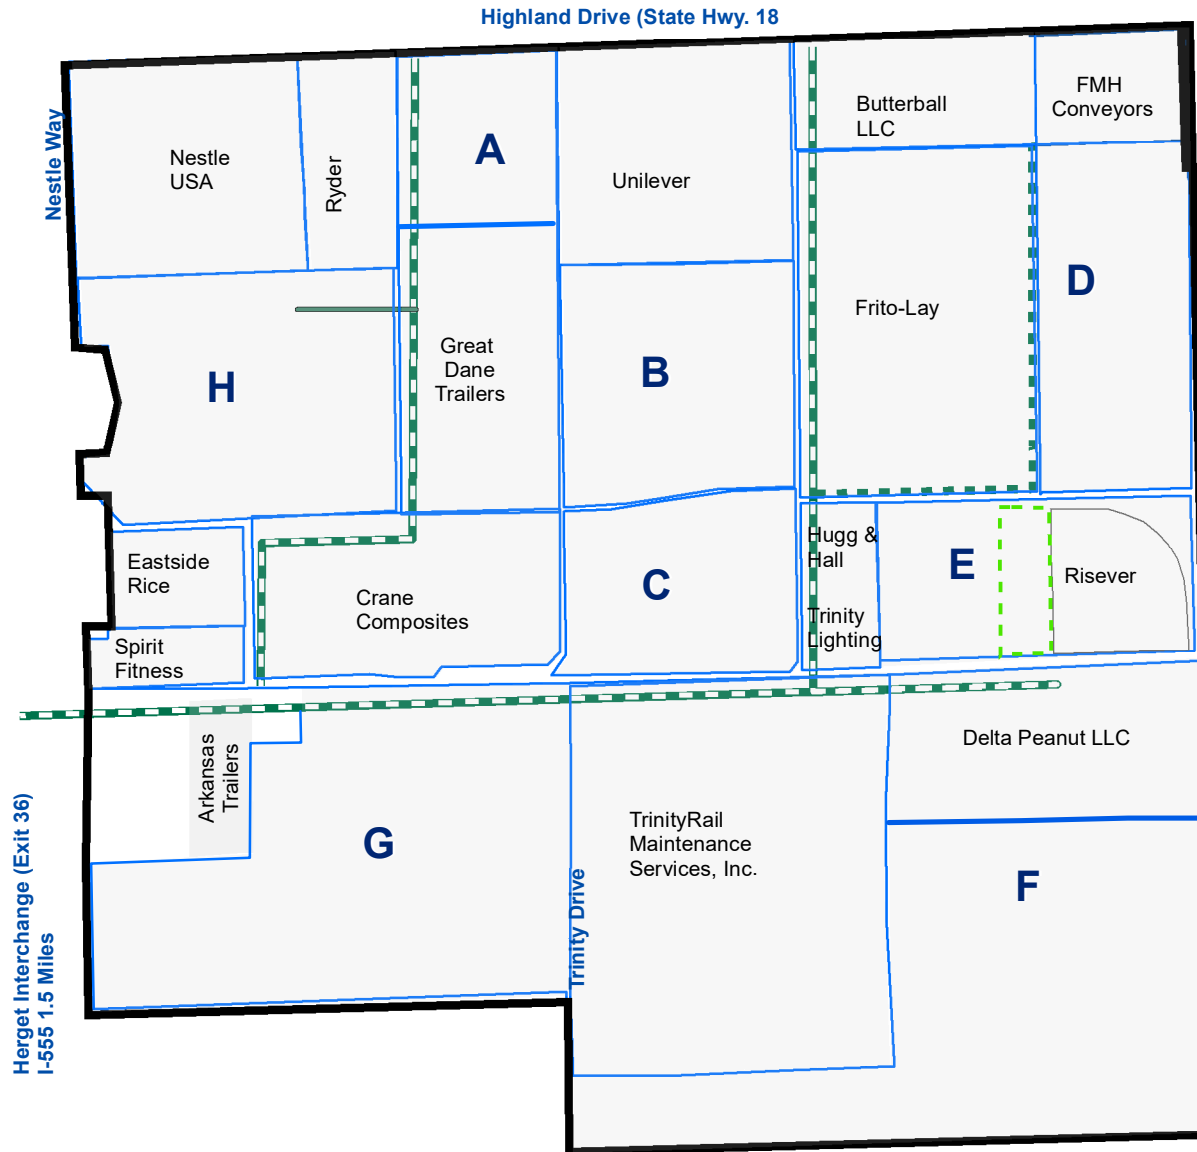 Highland Drive (State Hwy. 18
Nestle Way
Nestle
USA
Ryder
A
Unilever
Butterball
LLC
FMH
Conveyors
H
Great
Dane
Trailers
B
Frito-Lay
D
Eastside
Rice
Spirit
Fitness
Crane
Composites
C
Hugg &
Hall
Trinity
Lighting
E
Risever
Arkansas
Trailers
G
TrinityRail
Maintenance
Services, Inc.
Delta Peanut LLC
F
Trinity Drive
Herget Interchange (Exit 36)
I-555 1.5 Miles